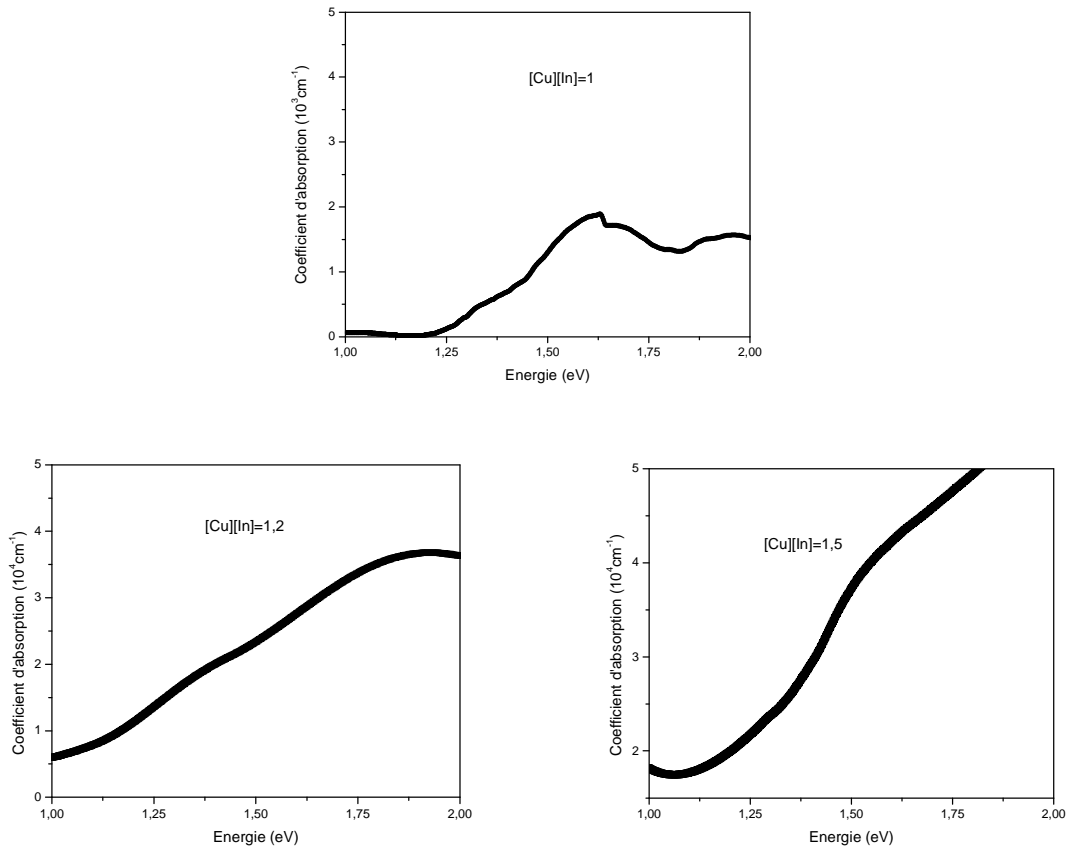 5
4
3
2
1
0
Coefficient d'absorption (10³cm⁻¹)
[Cu][In]=1
1,00 1,25 1,50 1,75 2,00
Energie (eV)
5
4
3
2
1
0
Coefficient d'absorption (10⁴cm⁻¹)
[Cu][In]=1,2
1,00 1,25 1,50 1,75 2,00
Energie (eV)
5
4
3
2
Coefficient d'absorption (10⁴cm⁻¹)
[Cu][In]=1,5
1,00 1,25 1,50 1,75 2,00
Energie (eV)